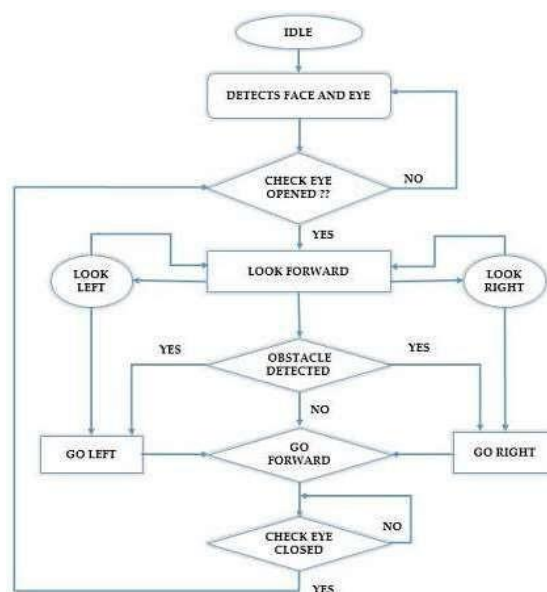 IDLE
DETECTS FACE AND EYE
CHECK EYE
OPENED ??
NO
YES
LOOK
LEFT
LOOK FORWARD
LOOK
RIGHT
YES
OBSTACLE
DETECTED
YES
NO
GO LEFT
GO
FORWARD
GO RIGHT
NO
CHECK EYE
CLOSED
YES